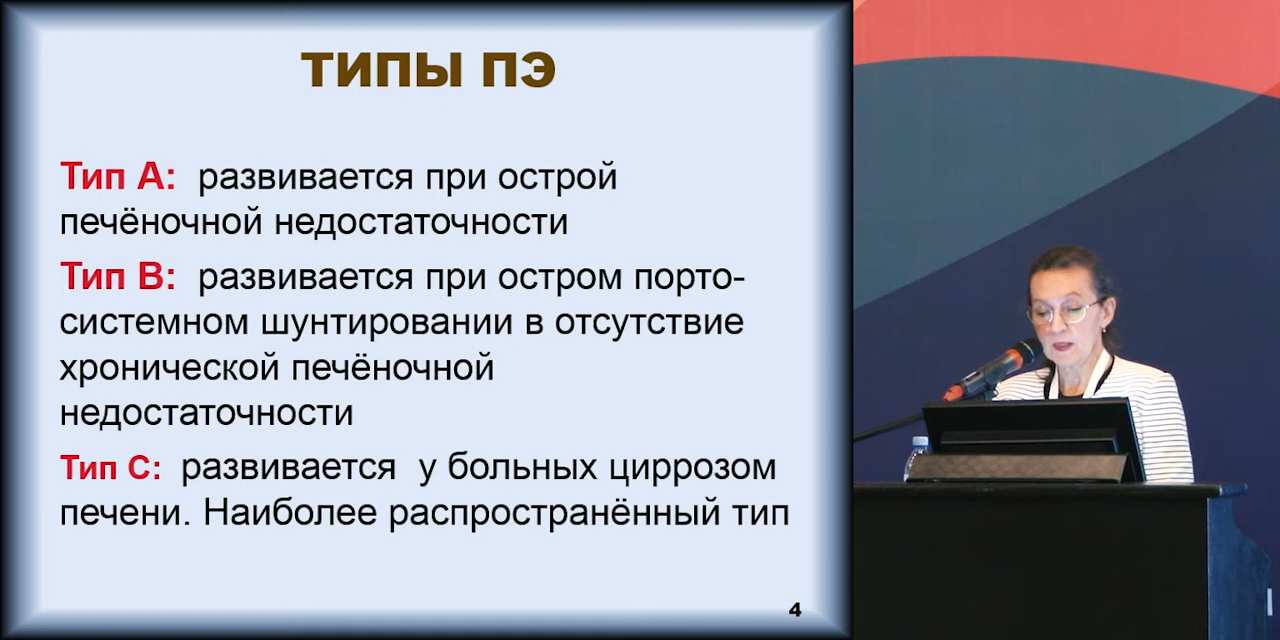 ТИПЫ ПЭ
Тип А: развивается при острой
печёночной недостаточности
Тип В: развивается при остром порто-
системном шунтировании в отсутствие
хронической печёночной
недостаточности
Тип С: развивается у больных циррозом
печени. Наиболее распространённый тип
4